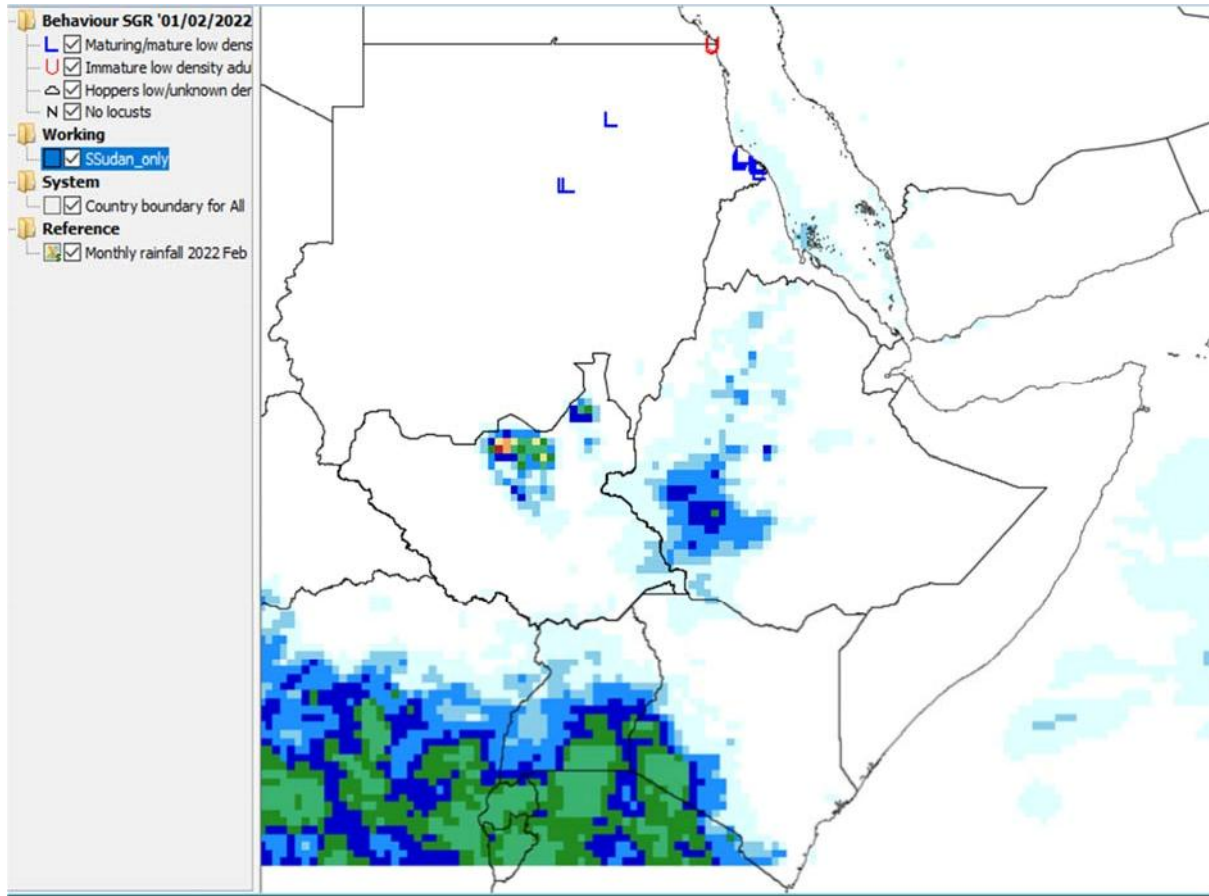 Behaviour SGR '01/02/2022
Maturing/mature low dens
Immature low density adu
Hoppers low/unknown der
N No locusts
Working
SSudan_only
System
Country boundary for All
Reference
Monthly rainfall 2022 Feb